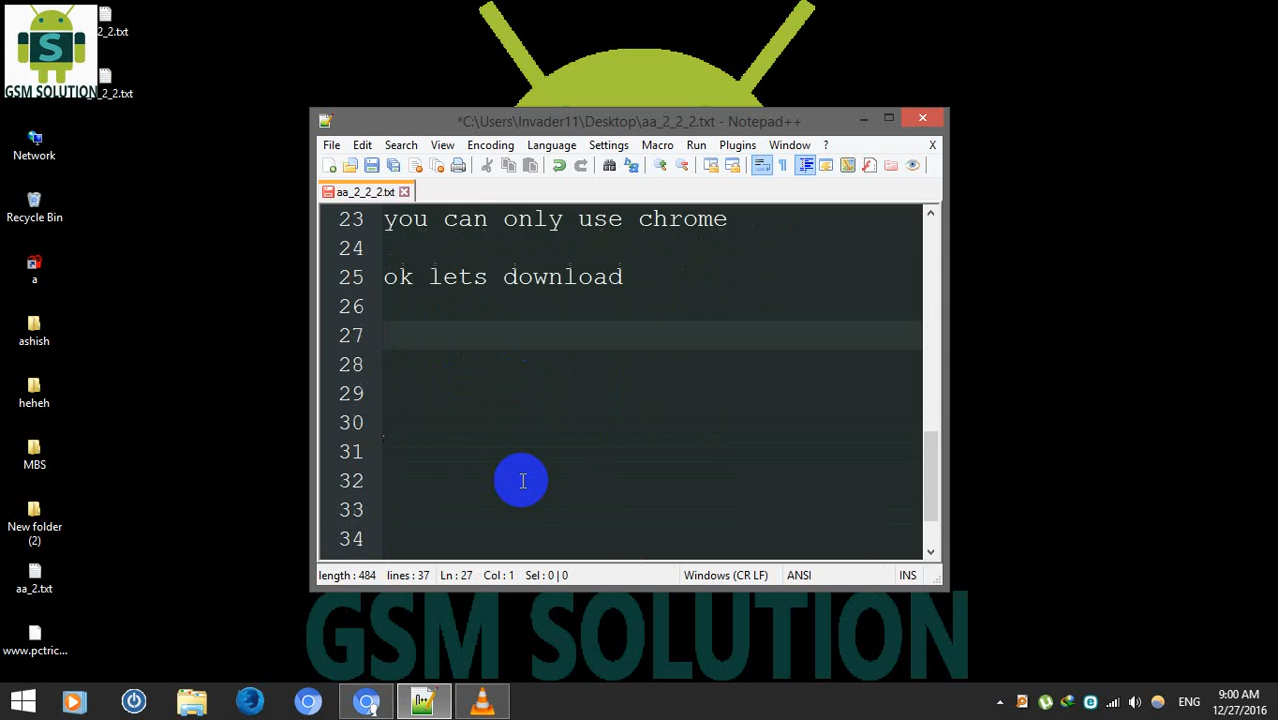 GSM SOLUTION
2_2.txt
2_2.txt
Network
Recycle Bin
a
ashish
heheh
MBS
New folder
(2)
aa_2.txt
www.pctric...
*C:\Users\Invader11\Desktop\aa_2_2_2.txt - Notepad++
File Edit Search View Encoding Language Settings Macro Run Plugins Window ? X
aa_2_2_2.txt
23 you can only use chrome
24
25 ok lets download
26
27
28
29
30
31
32
33
34
length : 484 lines : 37 Ln : 27 Col : 1 Sel : 0 | 0 Windows (CR LF) ANSI INS
GSM SOLUTION
ENG
9:00 AM
12/27/2016